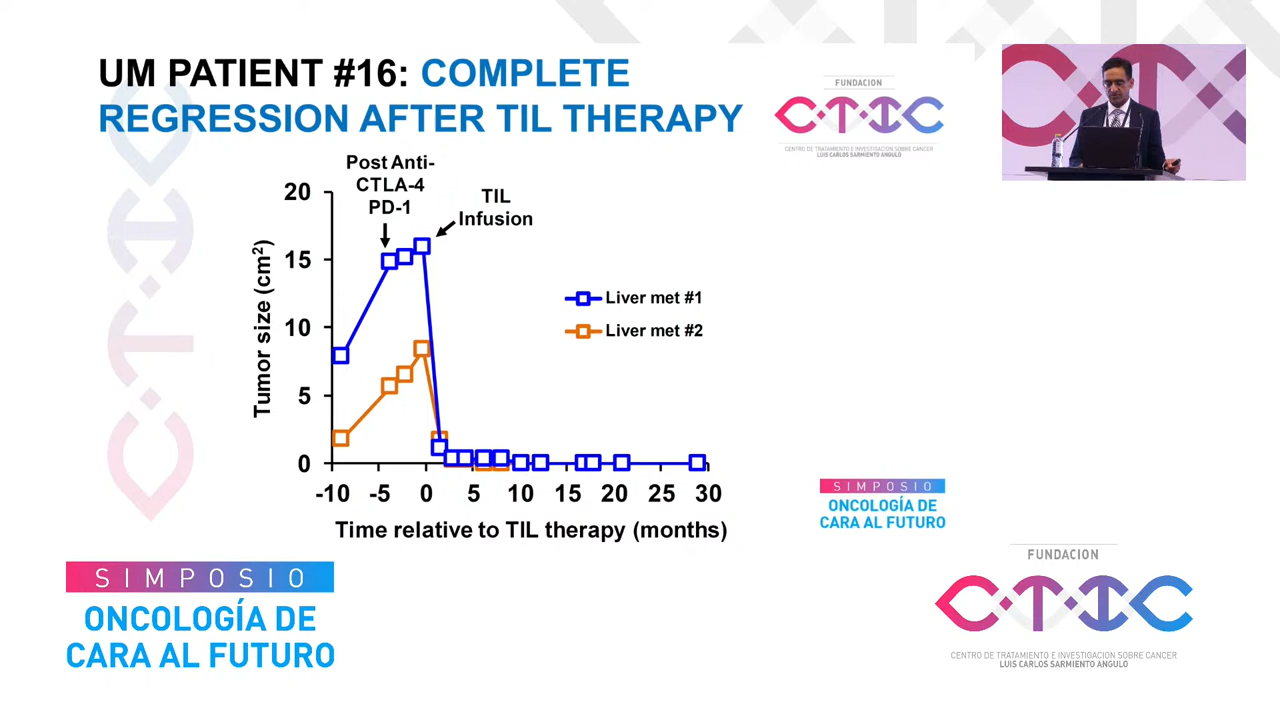 UM PATIENT #16: COMPLETE
REGRESSION AFTER TIL THERAPY
FUNDACION
CTIC
CENTRO DE TRATAMIENTO E INVESTIGACION SOBRE CANCER
LUIS CARLOS SARMIENTO ANGULO
CTIC
Post Anti-
CTLA-4
PD-1
TIL
Infusion
Tumor size (cm²)
20
15
10
5
0
Liver met #1
Liver met #2
-10 -5 0 5 10 15 20 25 30
Time relative to TIL therapy (months)
SIMPOSIO
ONCOLOGÍA DE
CARA AL FUTURO
SIMPOSIO
ONCOLOGÍA DE
CARA AL FUTURO
FUNDACION
CTIC
CENTRO DE TRATAMIENTO E INVESTIGACION SOBRE CANCER
LUIS CARLOS SARMIENTO ANGULO